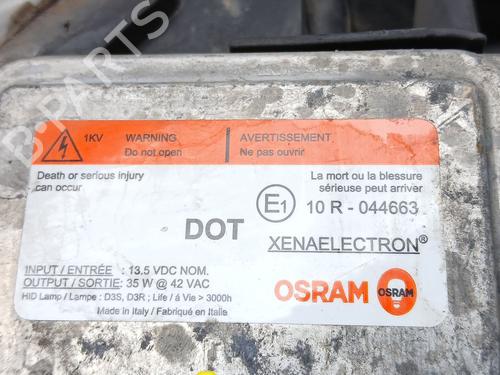 1KV
WARNING
Do not open
AVERTISSEMENT
Ne pas ouvrir
Death or serious injury
can occur
La mort ou la blessure
sérieuse peut arriver
E1 10 R - 044663
DOT
XENAELECTRON®
INPUT / ENTRÉE : 13.5 VDC NOM.
OUTPUT / SORTIE: 35 W @ 42 VAC
HID Lamp / Lampe : D3S, D3R ; Life / á Vie > 3000h
Made in Italy / Fabriqué en Italie
OSRAM OSRAM
B-PARTS